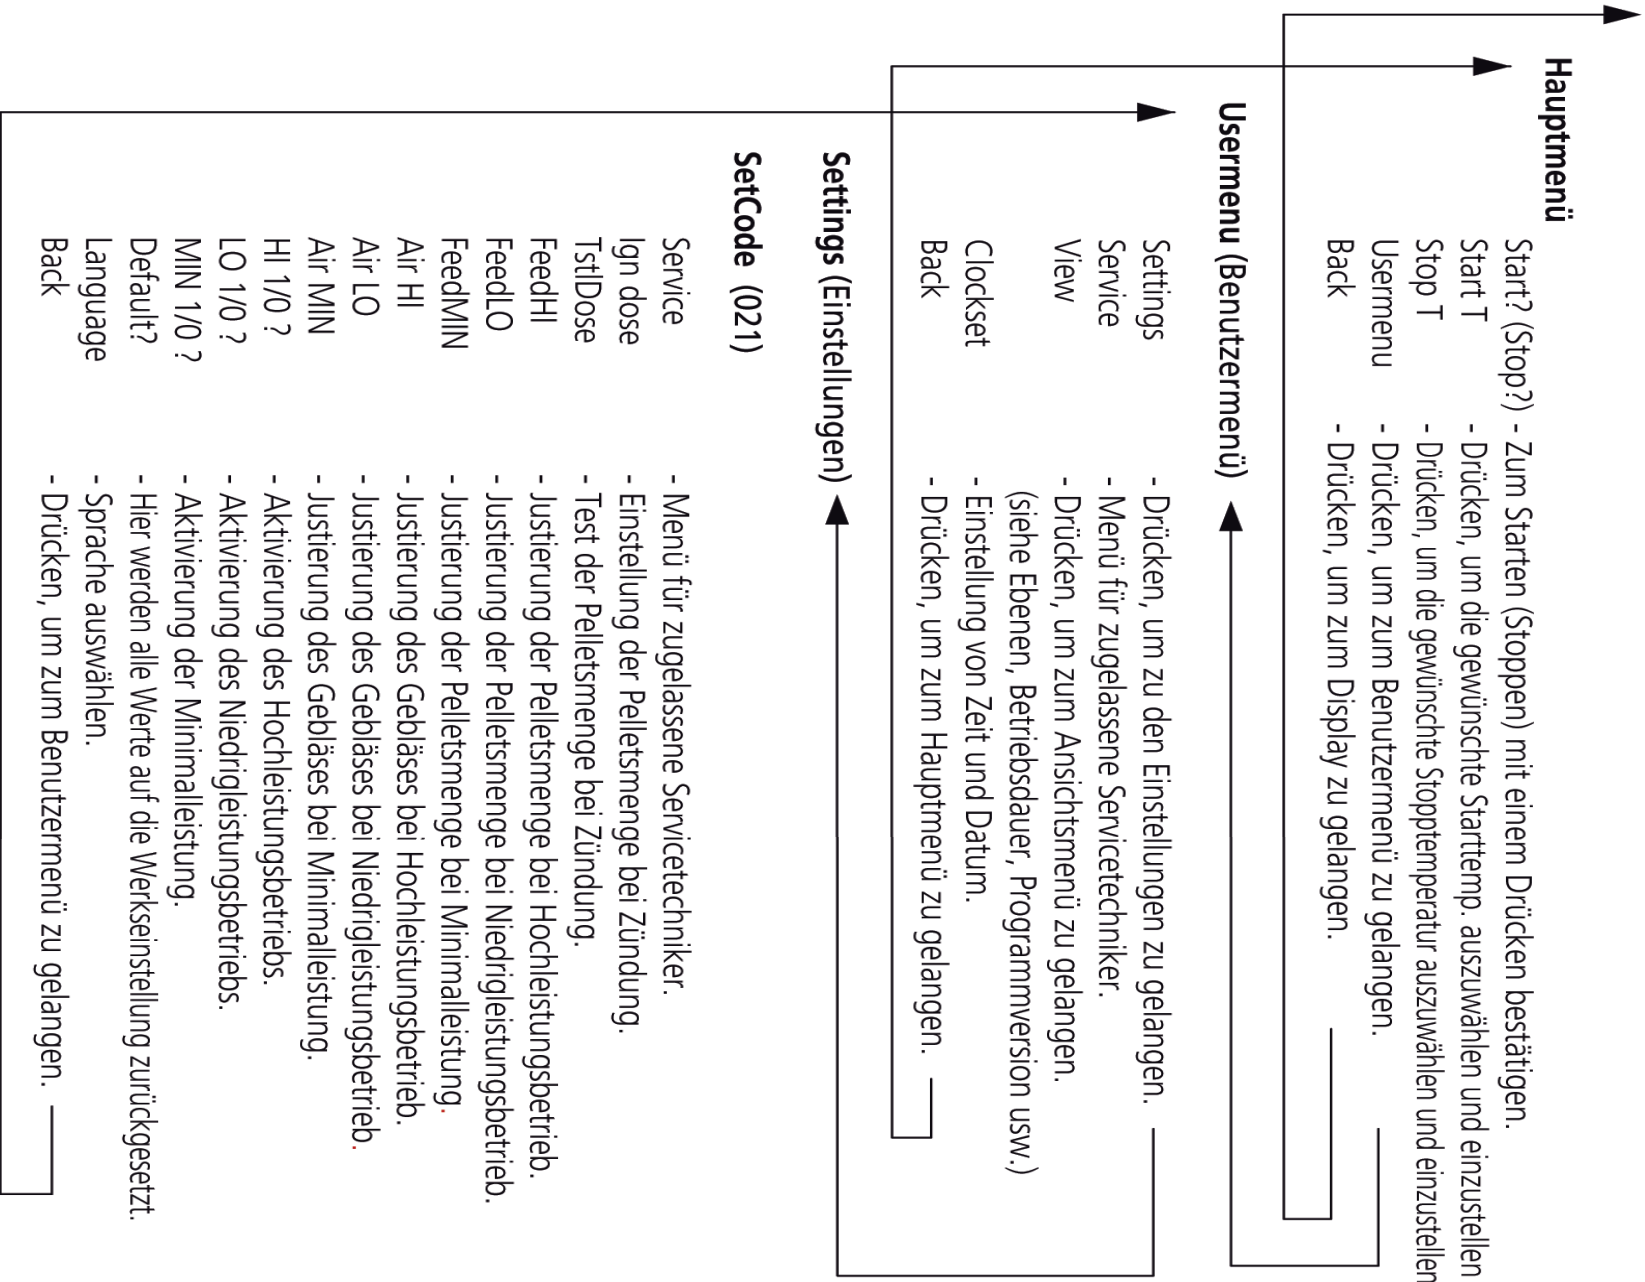 Hauptmenü
Start? (Stop?) - Zum Starten (Stoppen) mit einem Drücken bestätigen.
Start T - Drücken, um die gewünschte Starttemp. auszuwählen und einzustellen
Stop T - Drücken, um die gewünschte Stopptemperatur auszuwählen und einzustellen
Usermenu - Drücken, um zum Benutzermenü zu gelangen.
Back - Drücken, um zum Display zu gelangen.
Usermenu (Benutzermenü)
Settings - Drücken, um zu den Einstellungen zu gelangen.
Service - Menü für zugelassene Servicetechniker.
View - Drücken, um zum Ansichtsmenü zu gelangen.
(siehe Ebenen, Betriebsdauer, Programmversion usw.)
Clockset - Einstellung von Zeit und Datum.
Back - Drücken, um zum Hauptmenü zu gelangen.
Settings (Einstellungen)
SetCode (021)
Service - Menü für zugelassene Servicetechniker.
Ign dose - Einstellung der Pelletsmenge bei Zündung.
TstIDose - Test der Pelletsmenge bei Zündung.
FeedHI - Justierung der Pelletsmenge bei Hochleistungsbetrieb.
FeedLO - Justierung der Pelletsmenge bei Niedrigleistungsbetrieb.
FeedMIN - Justierung der Pelletsmenge bei Minimalleistung.
Air HI - Justierung des Gebläses bei Hochleistungsbetrieb.
Air LO - Justierung des Gebläses bei Niedrigleistungsbetrieb.
Air MIN - Justierung des Gebläses bei Minimalleistung.
HI 1/0 ? - Aktivierung des Hochleistungsbetriebs.
LO 1/0 ? - Aktivierung des Niedrigleistungsbetriebs.
MIN 1/0 ? - Aktivierung der Minimalleistung.
Default? - Hier werden alle Werte auf die Werkseinstellung zurückgesetzt.
Language - Sprache auswählen.
Back - Drücken, um zum Benutzermenü zu gelangen.